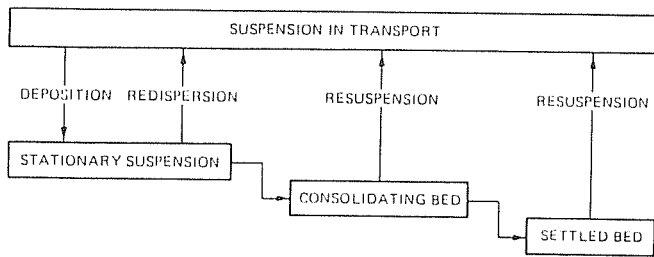 SUSPENSION IN TRANSPORT
DEPOSITION REDISPERSION RESUSPENSION RESUSPENSION
STATIONARY SUSPENSION
CONSOLIDATING BED
SETTLED BED